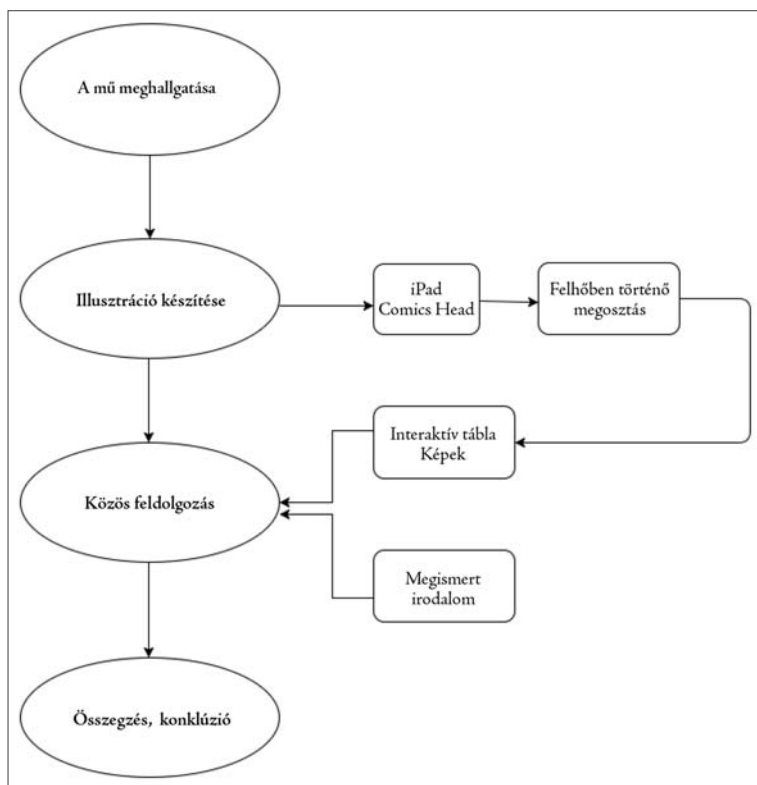 A mű meghallgatása
Illusztráció készítése
iPad
Comics Head
Felhőben történő
megosztás
Interaktív tábla
Képek
Közös feldolgozás
Megismert
irodalom
Összegzés, konklúzió